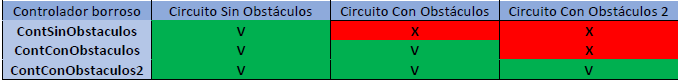 Controlador borroso Circuito Sin Obstáculos Circuito Con Obstáculos Circuito Con Obstáculos 2
ContSinObstaculos V X X
ContConObstaculos V V X
ContConObstaculos2 V V V